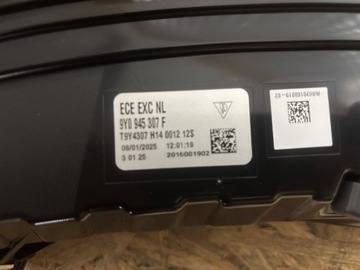 ECE EXC NL
9Y0 945 307 F
T9Y4307 H14 0012 12S
08/01/2025 12:01:19
3 01 25 2016001902